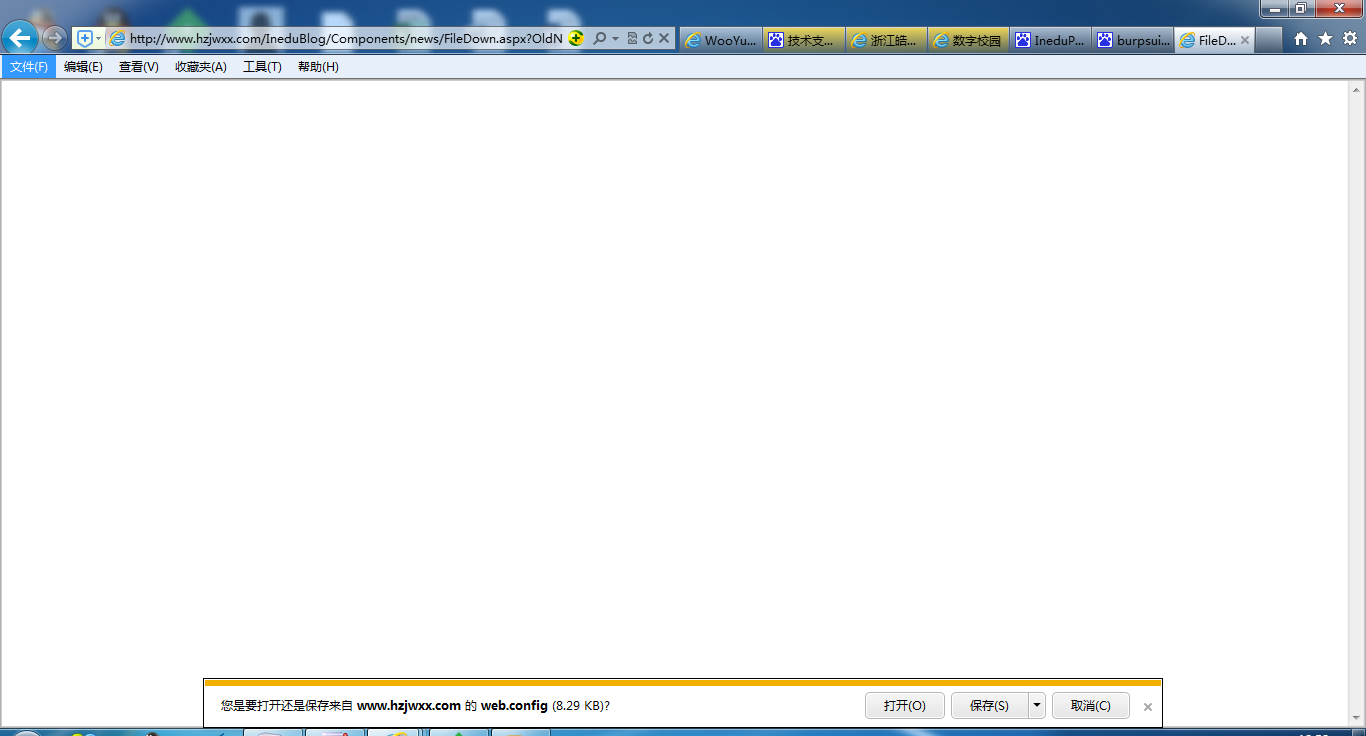 http://www.hzjwxx.com/IneduBlog/Components/news/FileDown.aspx?OldN
WooYu...
技术支...
浙江皓...
数字校园
IneduP...
burpsui...
FileD...
文件(F) 编辑(E) 查看(V) 收藏夹(A) 工具(T) 帮助(H)
您是要打开还是保存来自 www.hzjwxx.com 的 web.config (8.29 KB)?
打开(O)
保存(S)
取消(C)